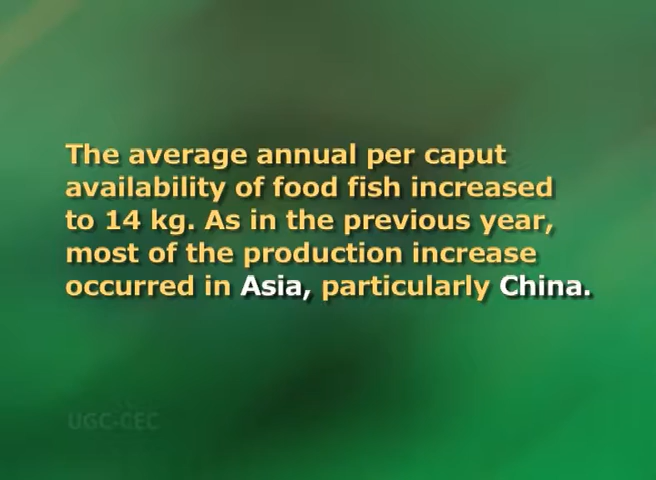 The average annual per caput
availability of food fish increased
to 14 kg. As in the previous year,
most of the production increase
occurred in Asia, particularly China.
UGC-CEC